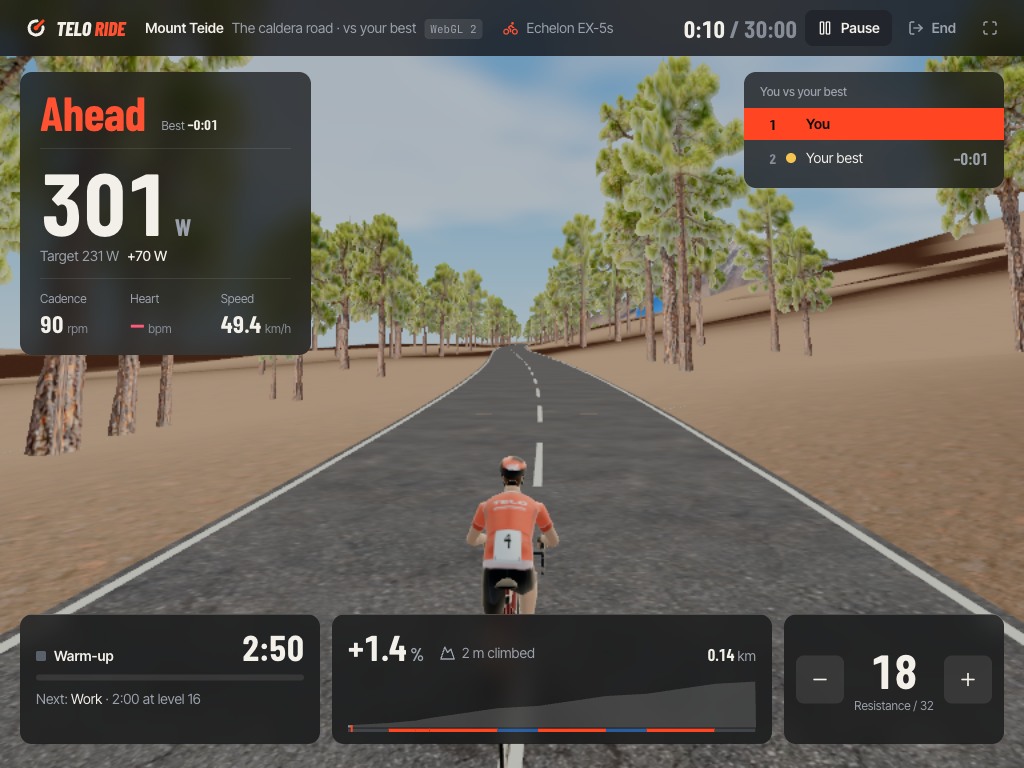 TELO RIDE Mount Teide The caldera road · vs your best WebGL 2 Echelon EX-5s 0:10 / 30:00 Pause End
Ahead Best −0:01
301 W
Target 231 W +70 W
Cadence Heart Speed
90 rpm – bpm 49.4 km/h
You vs your best
1 You
2 Your best −0:01
TELO
4
Warm-up 2:50
Next: Work · 2:00 at level 16
+1.4 % 2 m climbed 0.14 km
− 18 +
Resistance / 32